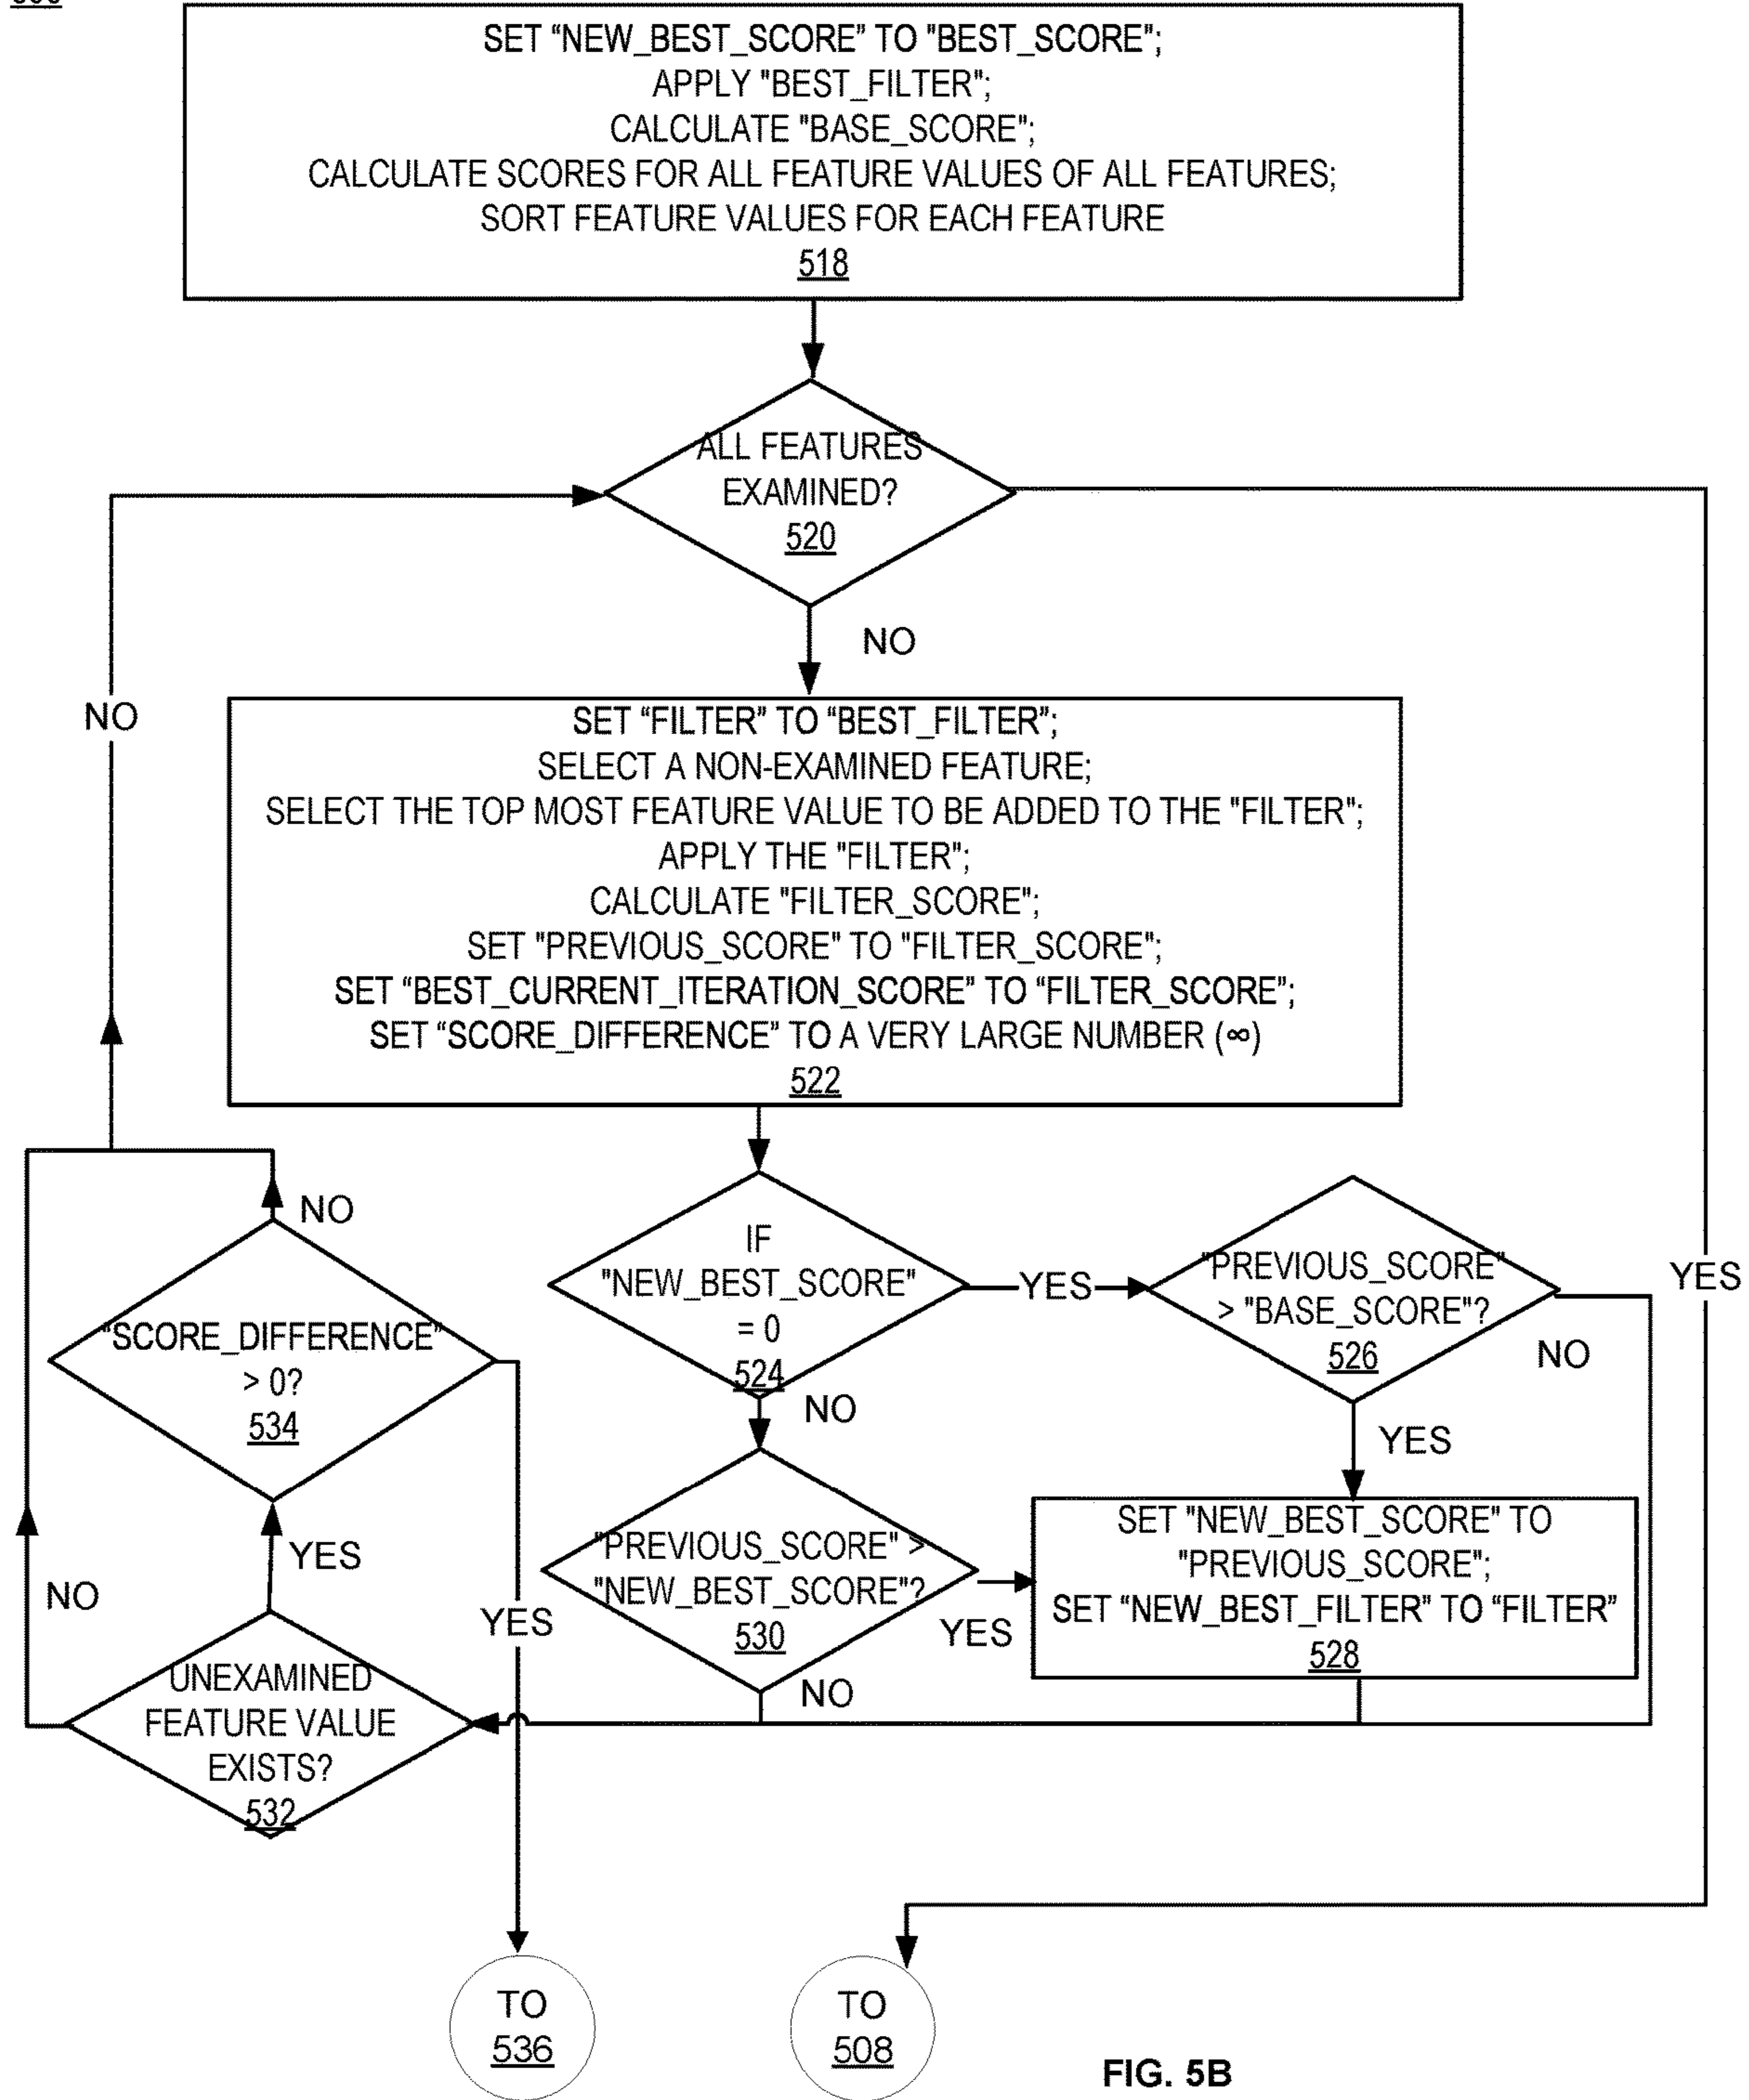 SET “NEW_BEST_SCORE” TO "BEST_SCORE";
APPLY "BEST_FILTER";
CALCULATE "BASE_SCORE";
CALCULATE SCORES FOR ALL FEATURE VALUES OF ALL FEATURES;
SORT FEATURE VALUES FOR EACH FEATURE
518
ALL FEATURES
EXAMINED?
520
NO
NO
SET “FILTER” TO “BEST_FILTER”;
SELECT A NON-EXAMINED FEATURE;
SELECT THE TOP MOST FEATURE VALUE TO BE ADDED TO THE "FILTER";
APPLY THE "FILTER";
CALCULATE "FILTER_SCORE";
SET "PREVIOUS_SCORE" TO "FILTER_SCORE";
SET “BEST_CURRENT_ITERATION_SCORE” TO “FILTER_SCORE”;
SET “SCORE_DIFFERENCE” TO A VERY LARGE NUMBER (∞)
522
NO
IF
"NEW_BEST_SCORE"
= 0
524
YES
"PREVIOUS_SCORE"
> "BASE_SCORE"?
526
NO
YES
“SCORE_DIFFERENCE”
> 0?
534
NO
YES
"PREVIOUS_SCORE" >
"NEW_BEST_SCORE"?
530
YES
NO
SET "NEW_BEST_SCORE" TO
"PREVIOUS_SCORE";
SET “NEW_BEST_FILTER” TO “FILTER”
528
YES
NO
YES
UNEXAMINED
FEATURE VALUE
EXISTS?
532
TO
536
TO
508
FIG. 5B